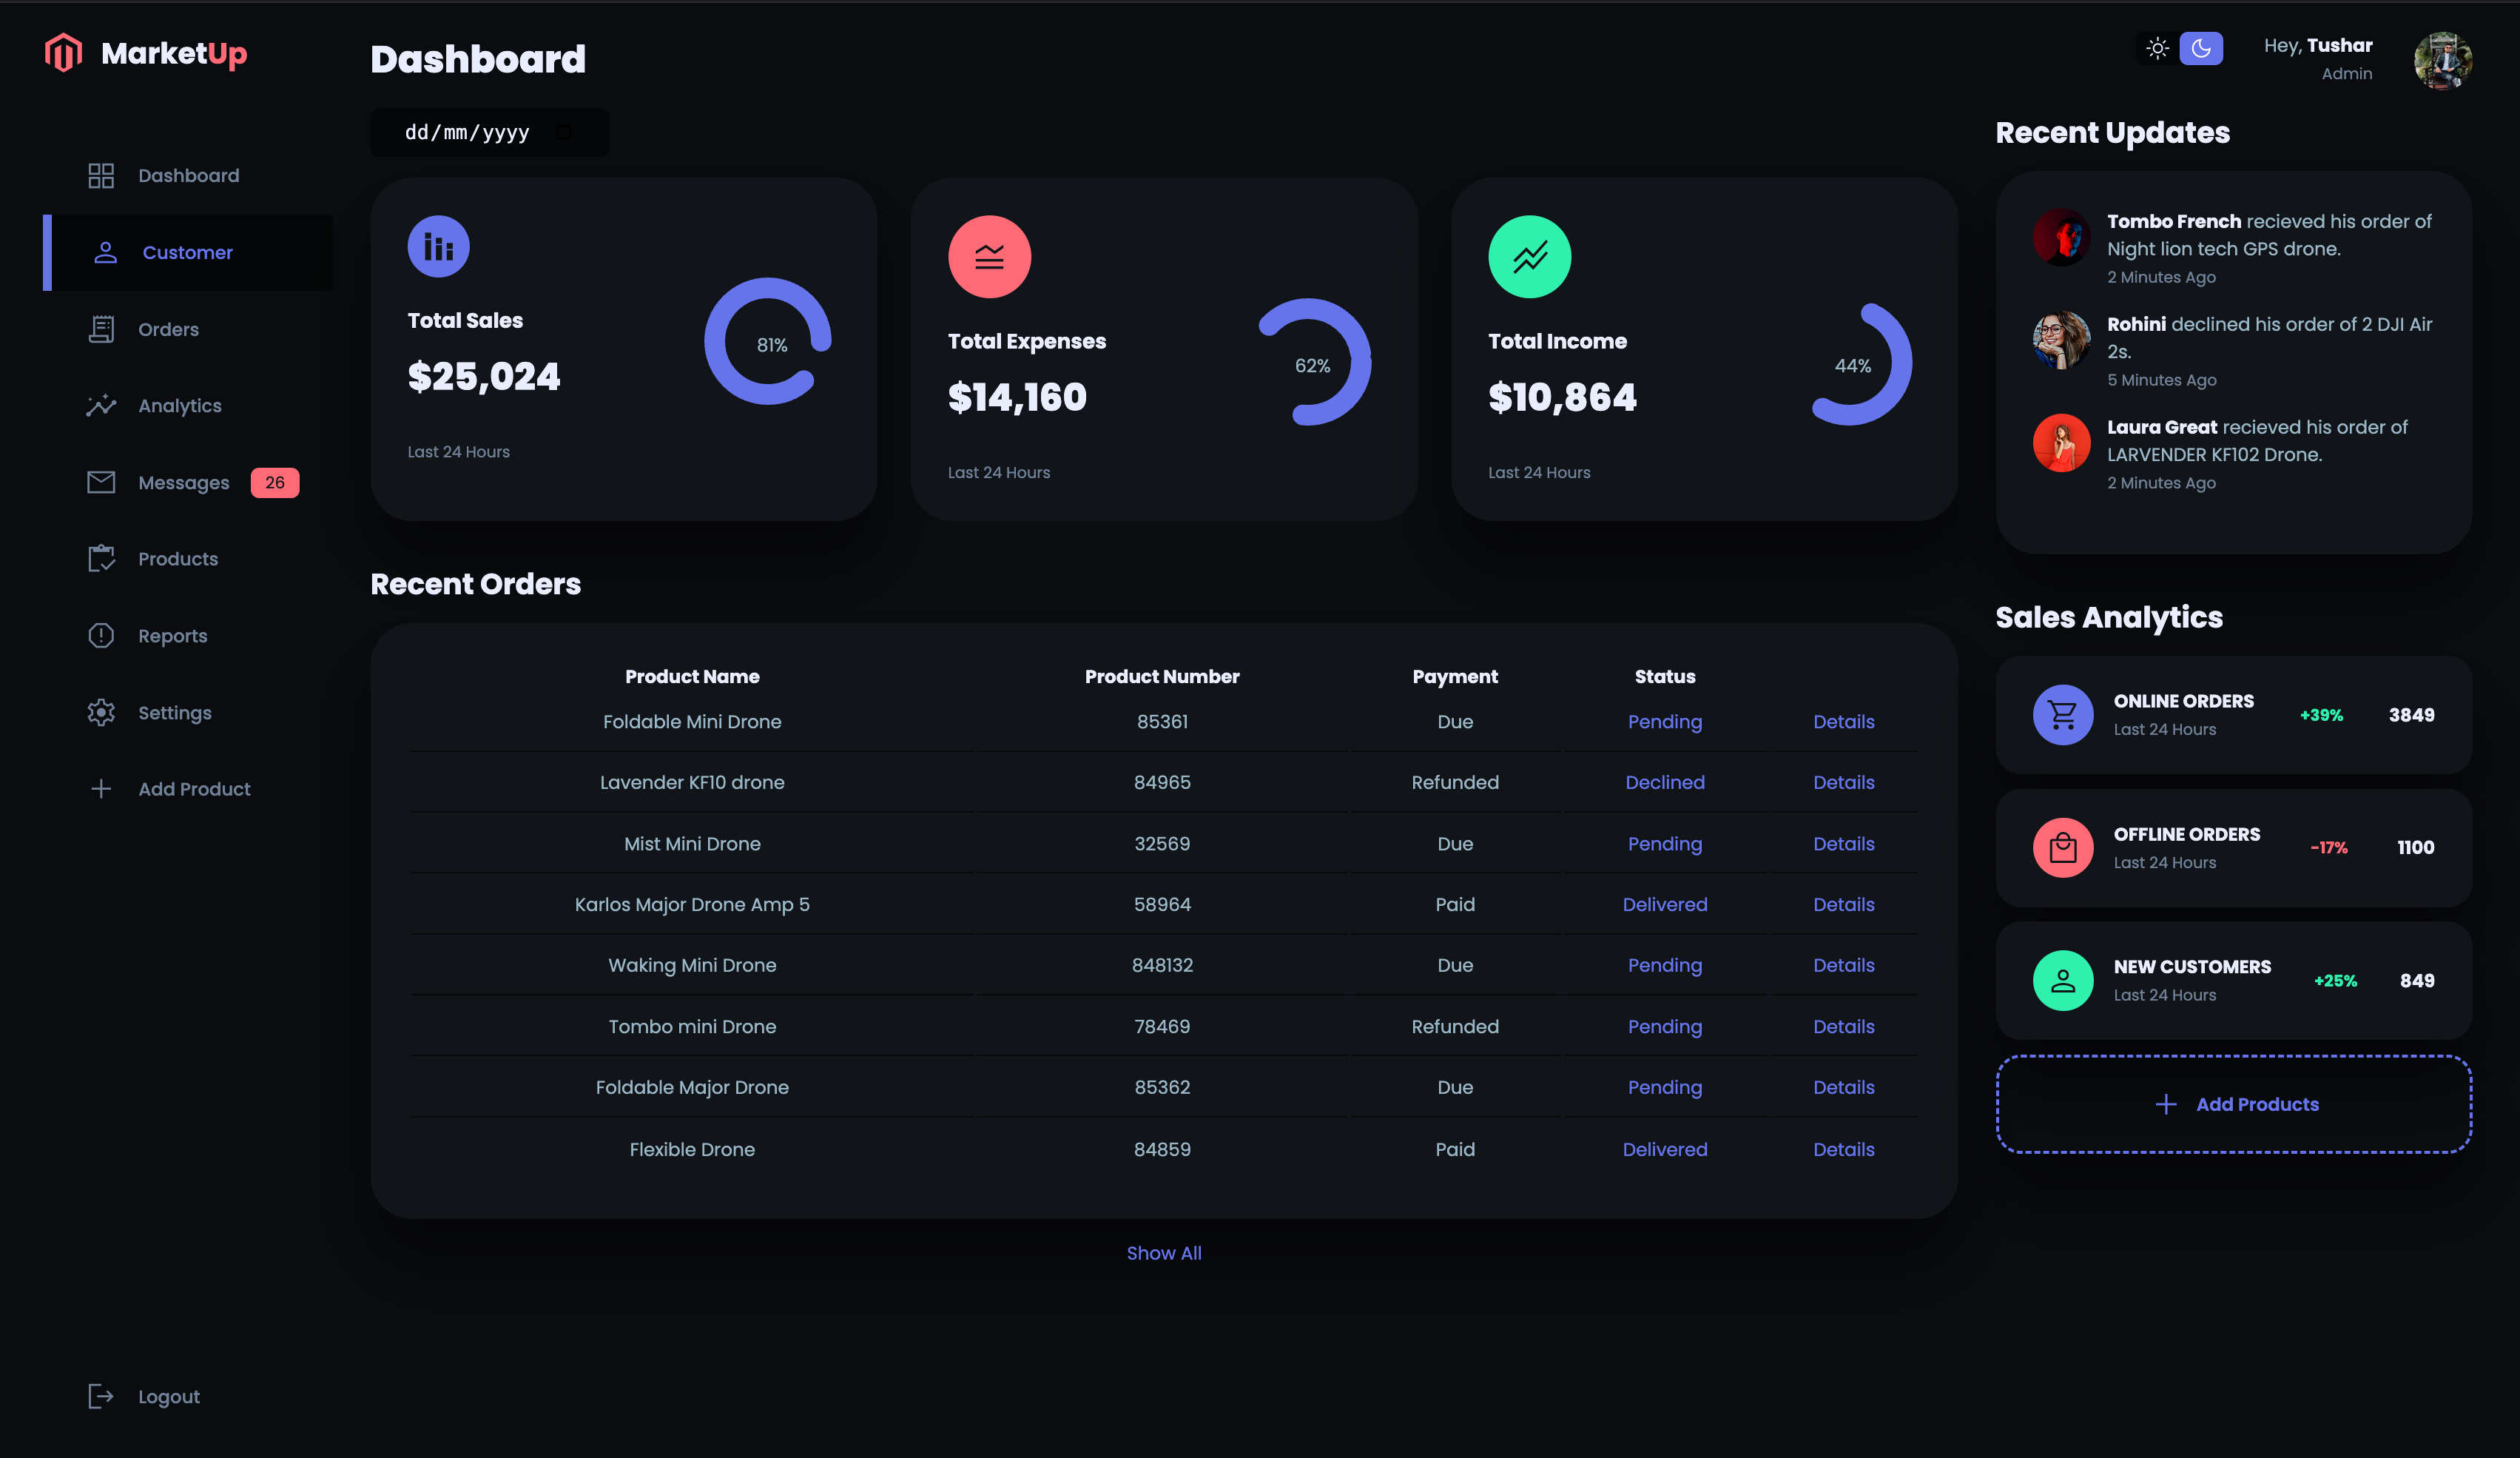 MarketUp
Dashboard
Customer
Orders
Analytics
Messages 26
Products
Reports
Settings
Add Product
Logout
Dashboard
dd/mm/yyyy
Total Sales
$25,024
81%
Last 24 Hours
Total Expenses
$14,160
62%
Last 24 Hours
Total Income
$10,864
44%
Last 24 Hours
Recent Orders
Product Name Product Number Payment Status
Foldable Mini Drone 85361 Due Pending Details
Lavender KF10 drone 84965 Refunded Declined Details
Mist Mini Drone 32569 Due Pending Details
Karlos Major Drone Amp 5 58964 Paid Delivered Details
Waking Mini Drone 848132 Due Pending Details
Tombo mini Drone 78469 Refunded Pending Details
Foldable Major Drone 85362 Due Pending Details
Flexible Drone 84859 Paid Delivered Details
Show All
Hey, Tushar
Admin
Recent Updates
Tombo French recieved his order of
Night lion tech GPS drone.
2 Minutes Ago
Rohini declined his order of 2 DJI Air
2s.
5 Minutes Ago
Laura Great recieved his order of
LARVENDER KF102 Drone.
2 Minutes Ago
Sales Analytics
ONLINE ORDERS
Last 24 Hours
+39%
3849
OFFLINE ORDERS
Last 24 Hours
-17%
1100
NEW CUSTOMERS
Last 24 Hours
+25%
849
Add Products